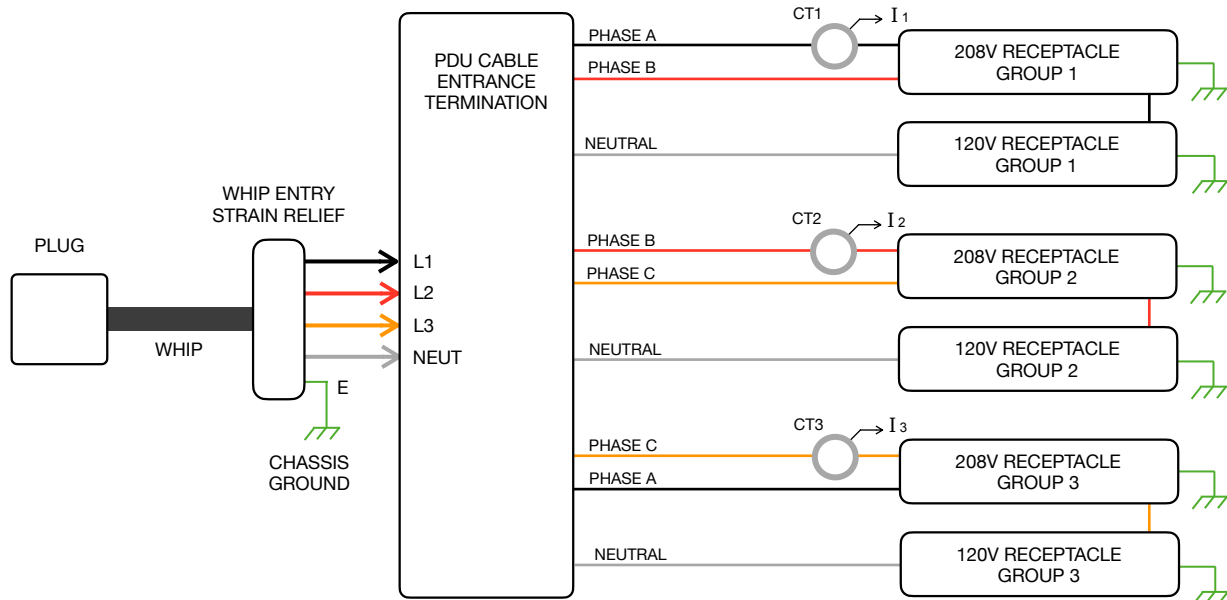 PLUG
WHIP
WHIP ENTRY
STRAIN RELIEF
E
CHASSIS
GROUND
PDU CABLE
ENTRANCE
TERMINATION
L1
L2
L3
NEUT
PHASE A
PHASE B
CT1
I 1
208V RECEPTACLE
GROUP 1
NEUTRAL
120V RECEPTACLE
GROUP 1
PHASE B
PHASE C
CT2
I 2
208V RECEPTACLE
GROUP 2
NEUTRAL
120V RECEPTACLE
GROUP 2
PHASE C
PHASE A
CT3
I 3
208V RECEPTACLE
GROUP 3
NEUTRAL
120V RECEPTACLE
GROUP 3